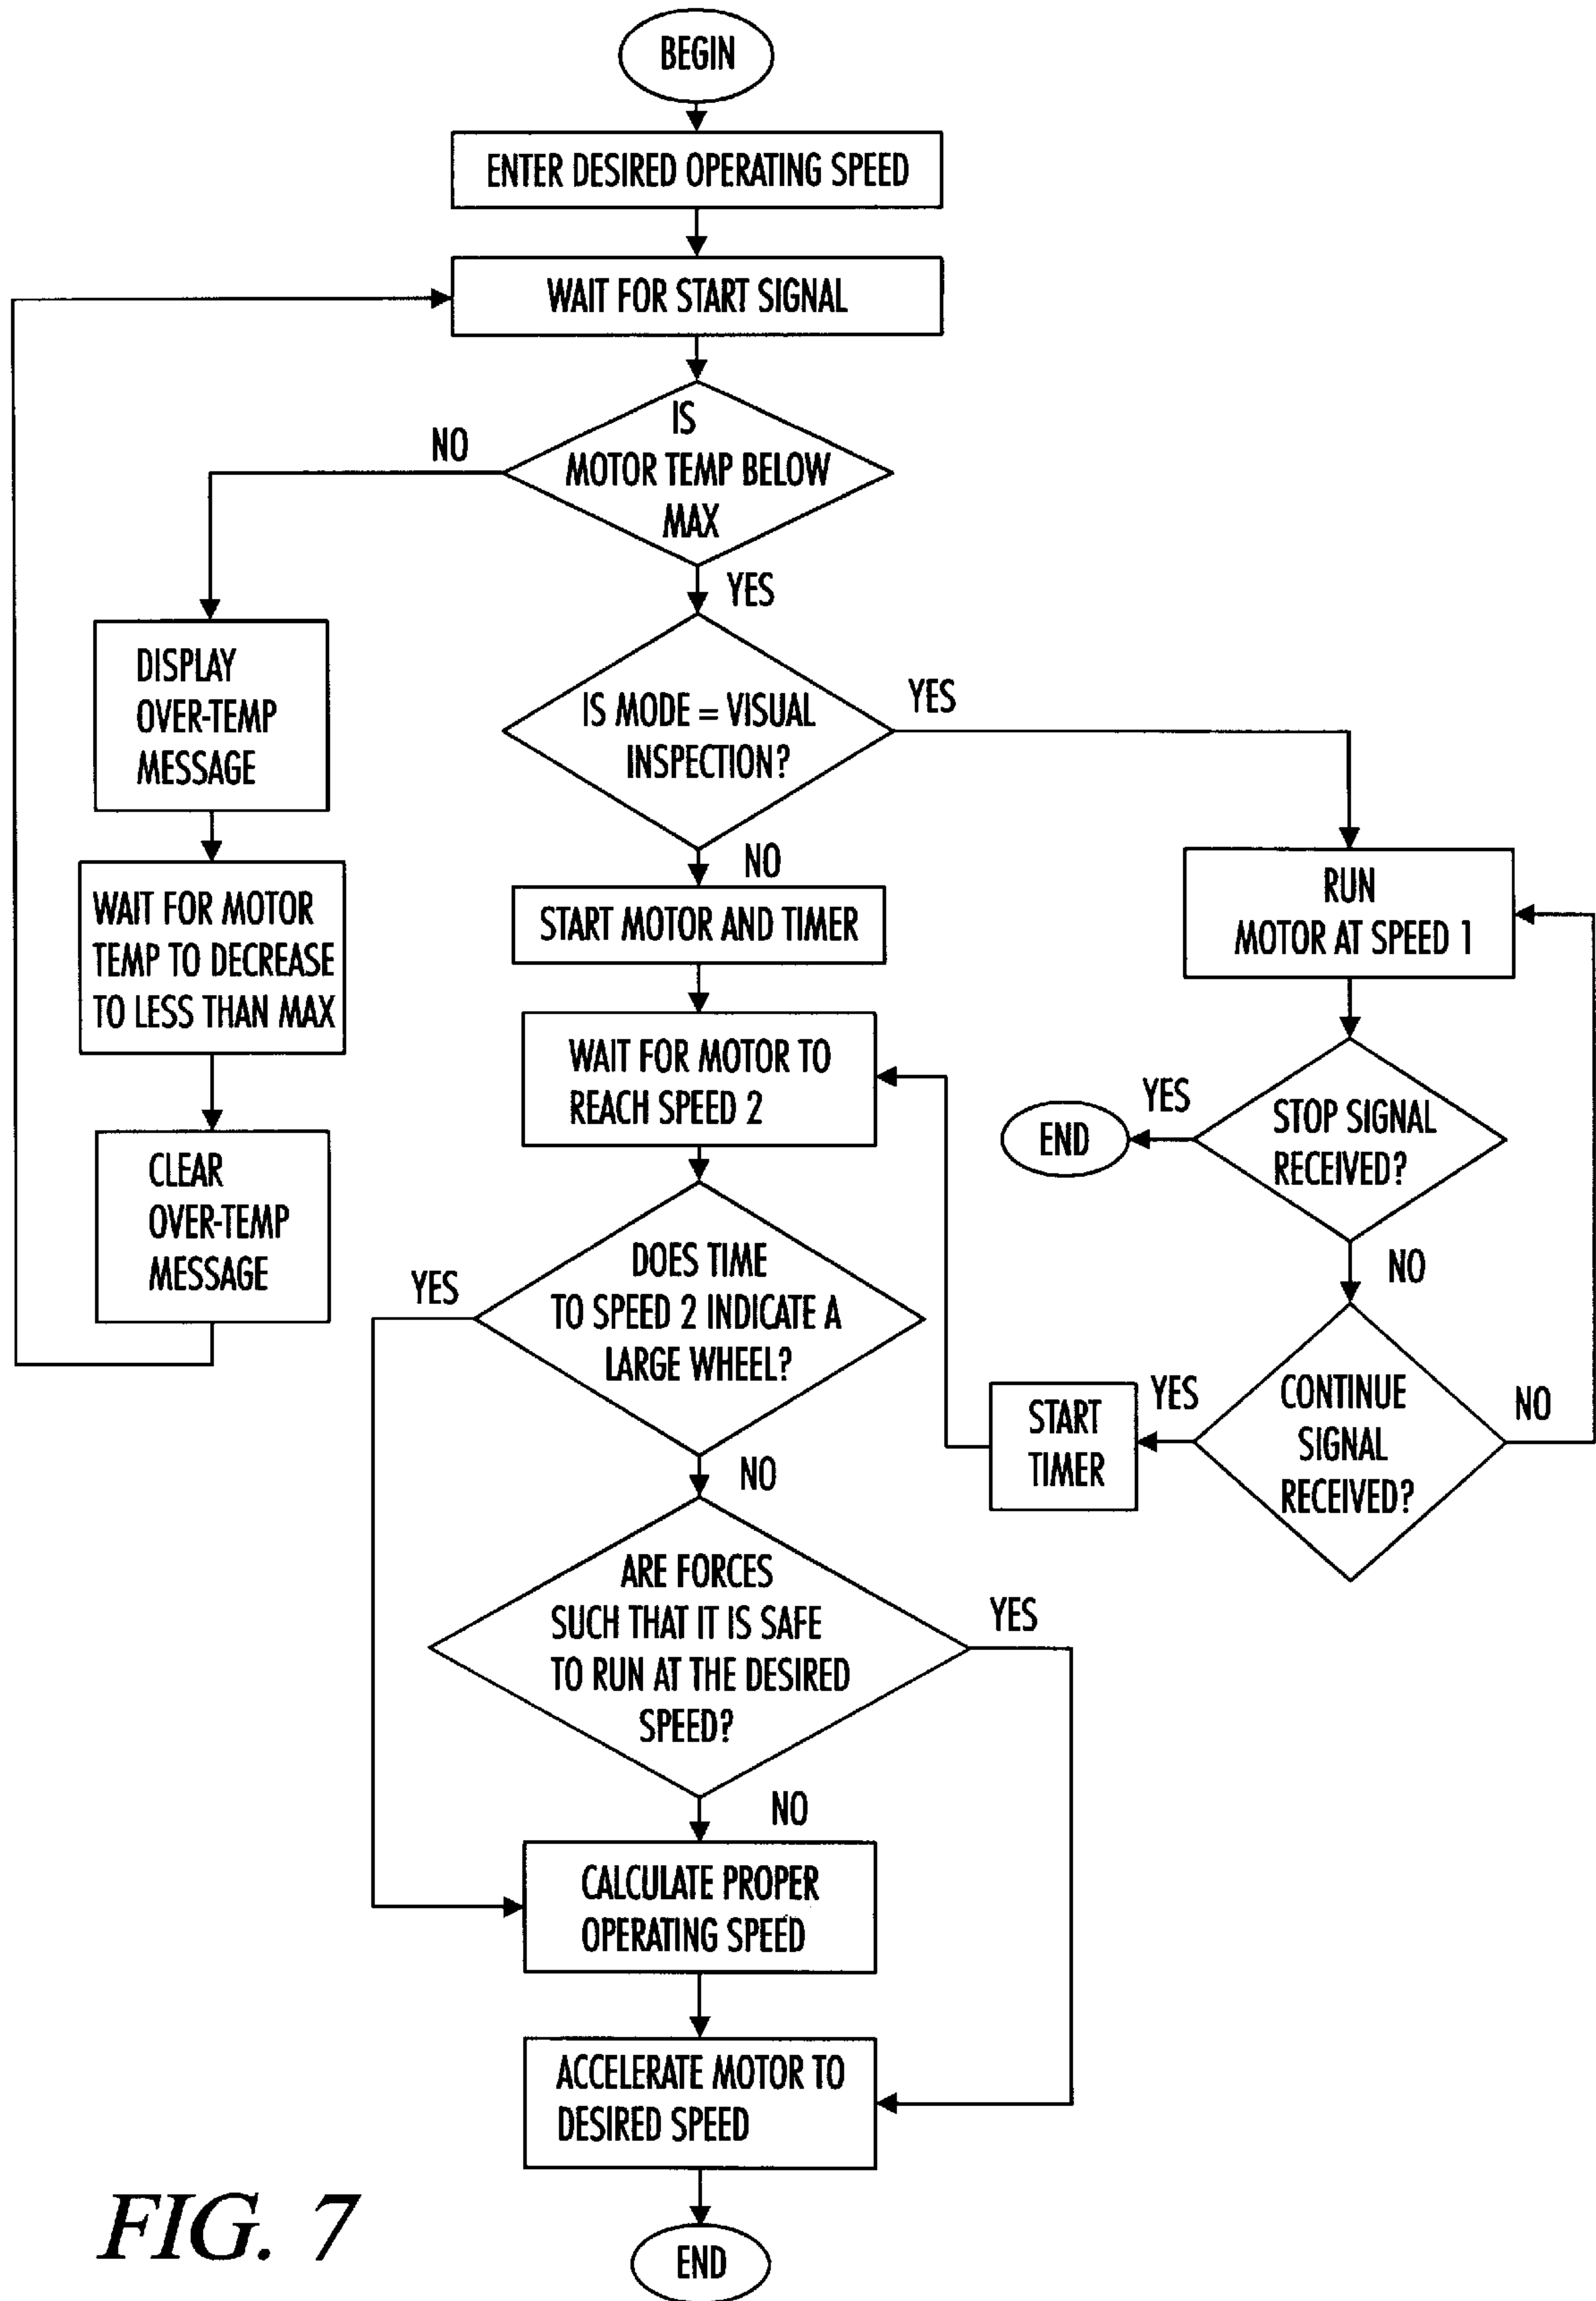 BEGIN
ENTER DESIRED OPERATING SPEED
WAIT FOR START SIGNAL
IS
MOTOR TEMP BELOW
MAX
NO
YES
DISPLAY
OVER-TEMP
MESSAGE
WAIT FOR MOTOR
TEMP TO DECREASE
TO LESS THAN MAX
CLEAR
OVER-TEMP
MESSAGE
IS MODE = VISUAL
INSPECTION?
YES
NO
START MOTOR AND TIMER
WAIT FOR MOTOR TO
REACH SPEED 2
RUN
MOTOR AT SPEED 1
STOP SIGNAL
RECEIVED?
YES
END
NO
CONTINUE
SIGNAL
RECEIVED?
YES
NO
START
TIMER
DOES TIME
TO SPEED 2 INDICATE A
LARGE WHEEL?
YES
NO
ARE FORCES
SUCH THAT IT IS SAFE
TO RUN AT THE DESIRED
SPEED?
YES
NO
CALCULATE PROPER
OPERATING SPEED
ACCELERATE MOTOR TO
DESIRED SPEED
END
FIG. 7